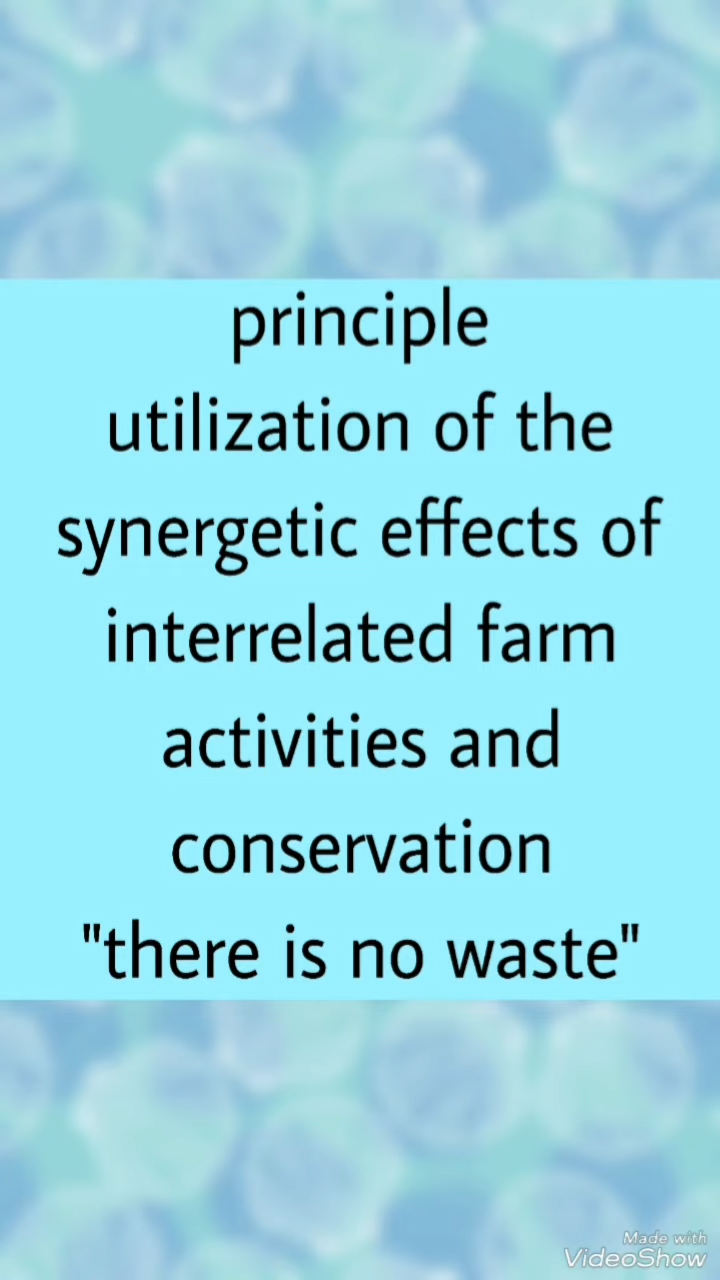 principle
utilization of the
synergetic effects of
interrelated farm
activities and
conservation
"there is no waste"
Made with
VideoShow